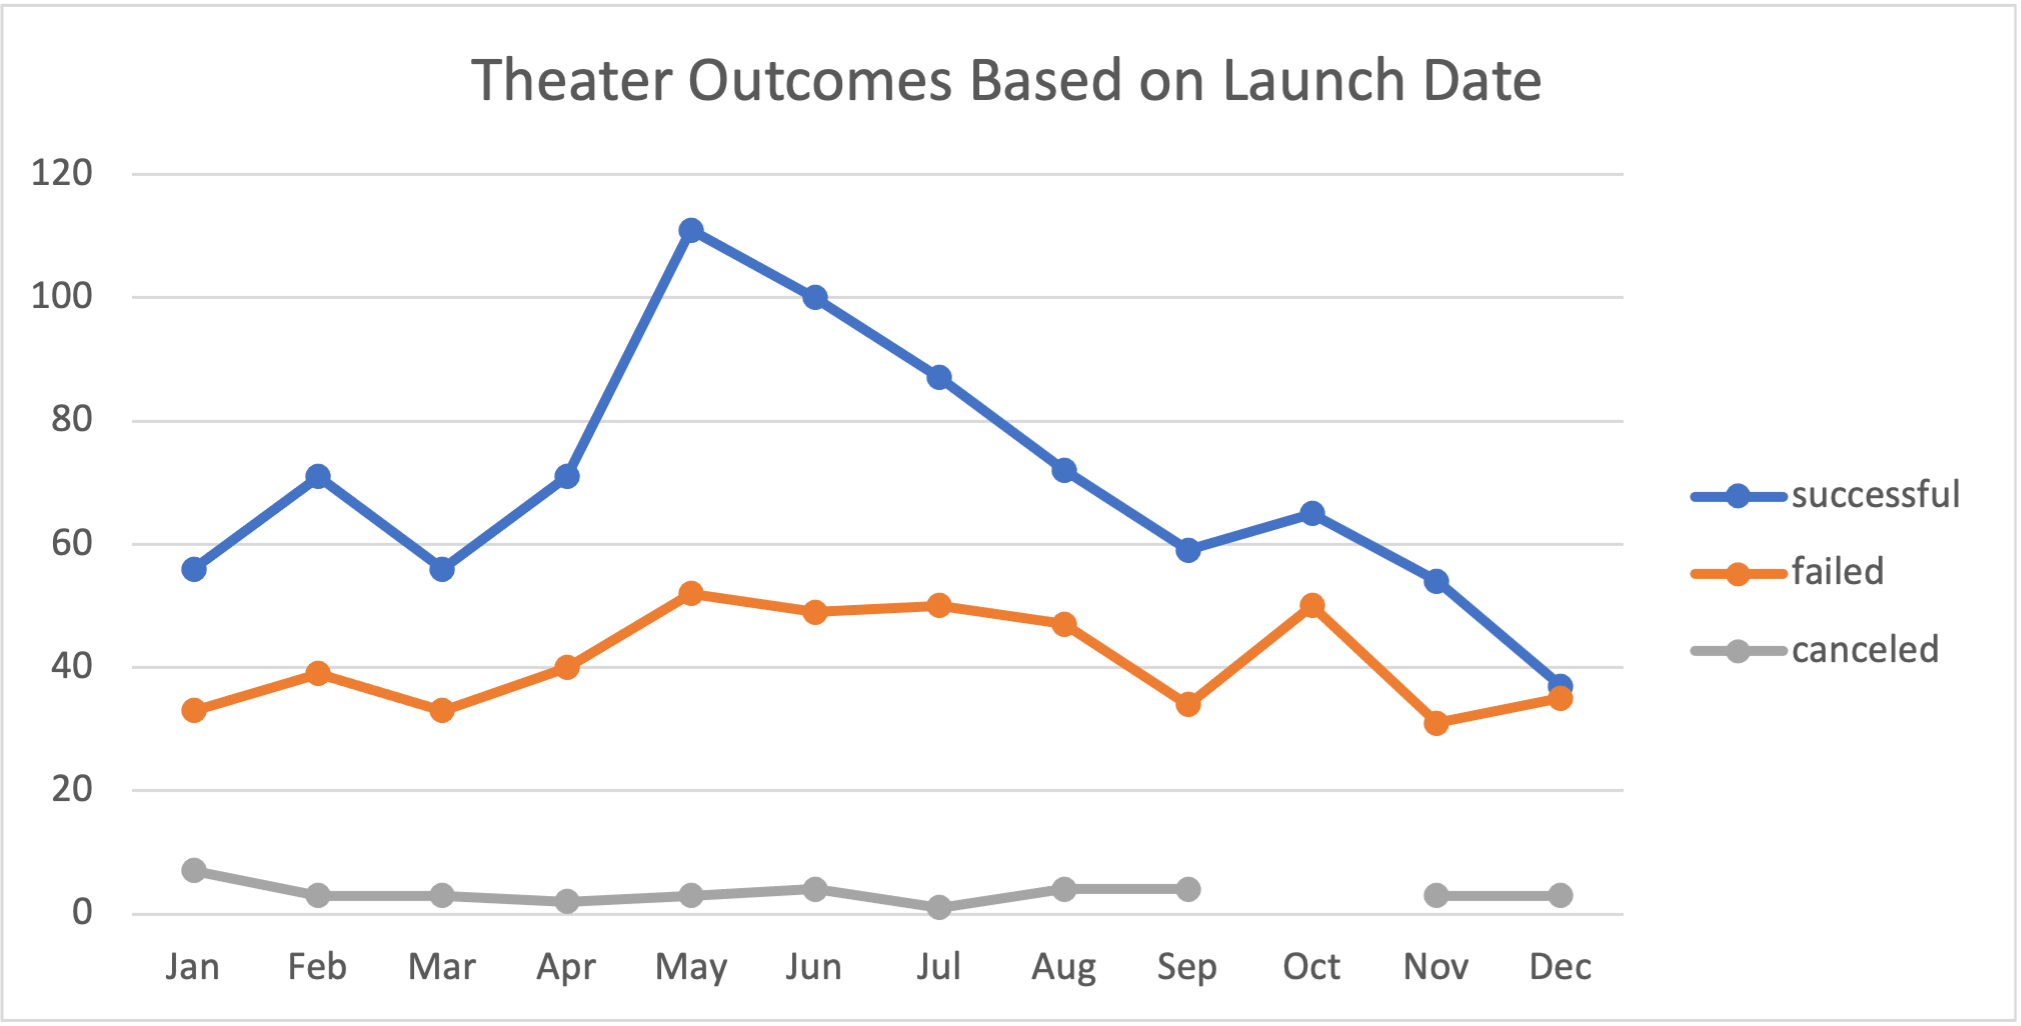 Theater Outcomes Based on Launch Date
120
100
80
60
40
20
0
Jan Feb Mar Apr May Jun Jul Aug Sep Oct Nov Dec
successful
failed
canceled